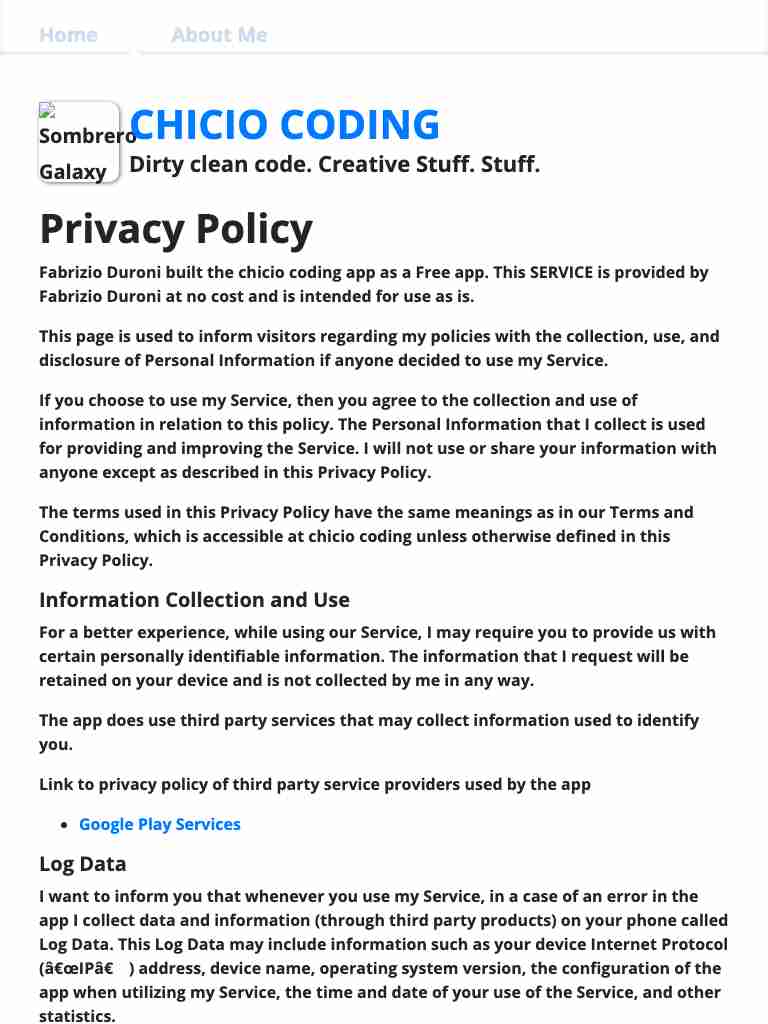 Home About Me
Sombrero
Galaxy
CHICIO CODING
Dirty clean code. Creative Stuff. Stuff.
Privacy Policy
Fabrizio Duroni built the chicio coding app as a Free app. This SERVICE is provided by
Fabrizio Duroni at no cost and is intended for use as is.
This page is used to inform visitors regarding my policies with the collection, use, and
disclosure of Personal Information if anyone decided to use my Service.
If you choose to use my Service, then you agree to the collection and use of
information in relation to this policy. The Personal Information that I collect is used
for providing and improving the Service. I will not use or share your information with
anyone except as described in this Privacy Policy.
The terms used in this Privacy Policy have the same meanings as in our Terms and
Conditions, which is accessible at chicio coding unless otherwise defined in this
Privacy Policy.
Information Collection and Use
For a better experience, while using our Service, I may require you to provide us with
certain personally identifiable information. The information that I request will be
retained on your device and is not collected by me in any way.
The app does use third party services that may collect information used to identify
you.
Link to privacy policy of third party service providers used by the app
• Google Play Services
Log Data
I want to inform you that whenever you use my Service, in a case of an error in the
app I collect data and information (through third party products) on your phone called
Log Data. This Log Data may include information such as your device Internet Protocol
(â€œIPâ€ ) address, device name, operating system version, the configuration of the
app when utilizing my Service, the time and date of your use of the Service, and other
statistics.